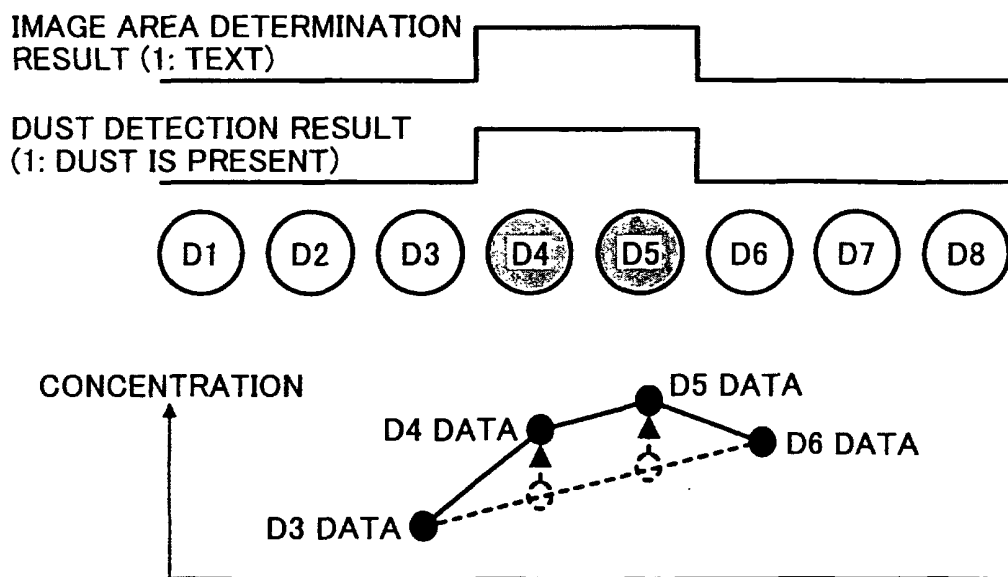 IMAGE AREA DETERMINATION
RESULT (1: TEXT)
DUST DETECTION RESULT
(1: DUST IS PRESENT)
D1 D2 D3 D4 D5 D6 D7 D8
CONCENTRATION
D5 DATA
D4 DATA
D6 DATA
D3 DATA